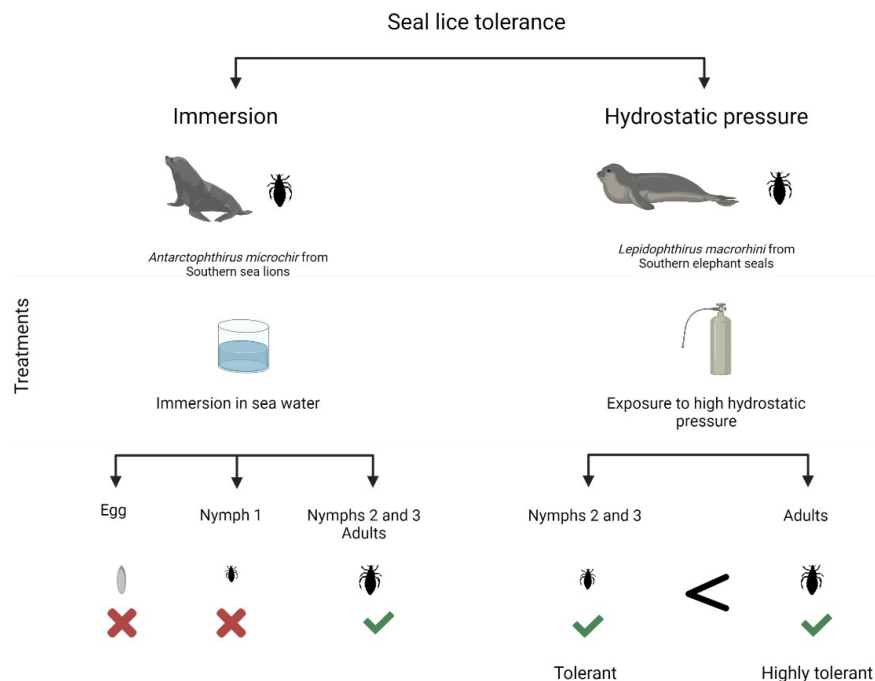 Seal lice tolerance
Immersion
Hydrostatic pressure
Antarctophthirus microchir from
Southern sea lions
Lepidophthirus macrorhini from
Southern elephant seals
Treatments
Immersion in sea water
Exposure to high hydrostatic
pressure
Egg
Nymph 1
Nymphs 2 and 3
Adults
Nymphs 2 and 3
Adults
<
Tolerant
Highly tolerant